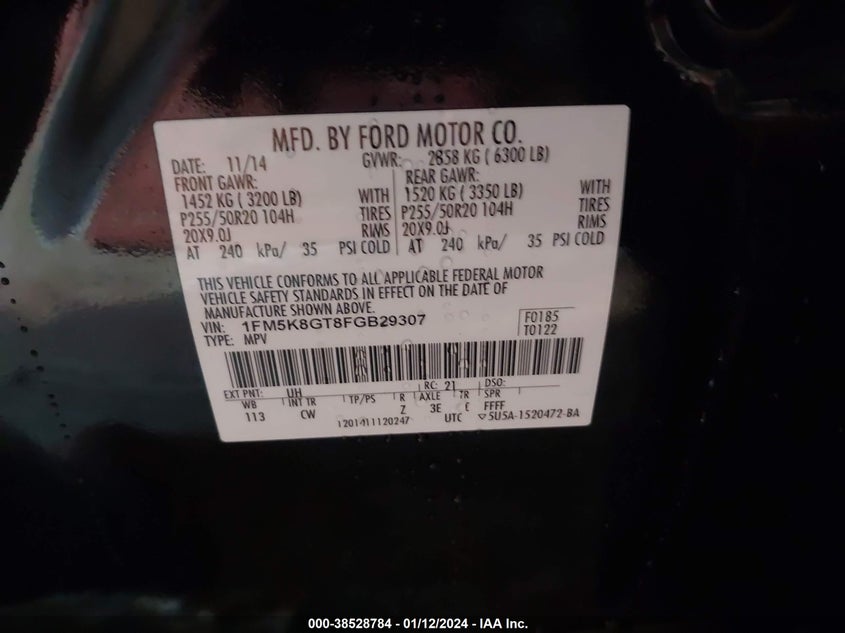 MFD. BY FORD MOTOR CO.
DATE: 11/14 GVWR: 2858 KG ( 6300 LB)
FRONT GAWR: REAR GAWR:
1452 KG ( 3200 LB) WITH 1520 KG ( 3350 LB) WITH
P255/50R20 104H TIRES P255/50R20 104H TIRES
20X9.0J RIMS 20X9.0J RIMS
AT 240 kPa/ 35 PSI COLD AT 240 kPa/ 35 PSI COLD
THIS VEHICLE CONFORMS TO ALL APPLICABLE FEDERAL MOTOR
VEHICLE SAFETY STANDARDS IN EFFECT ON THE DATE OF
MANUFACTURE SHOWN ABOVE.
VIN: 1FM5K8GT8FGB29307 F0185
TYPE: MPV T0122
EXT PNT: UH RC: 21 DSO:
WB INT TR TP/PS R AXLE TR SPR
113 CW Z 3E E FFFF
1201411120247 UTC ▽5U5A-1520472-BA
000-38528784 - 01/12/2024 - IAA Inc.